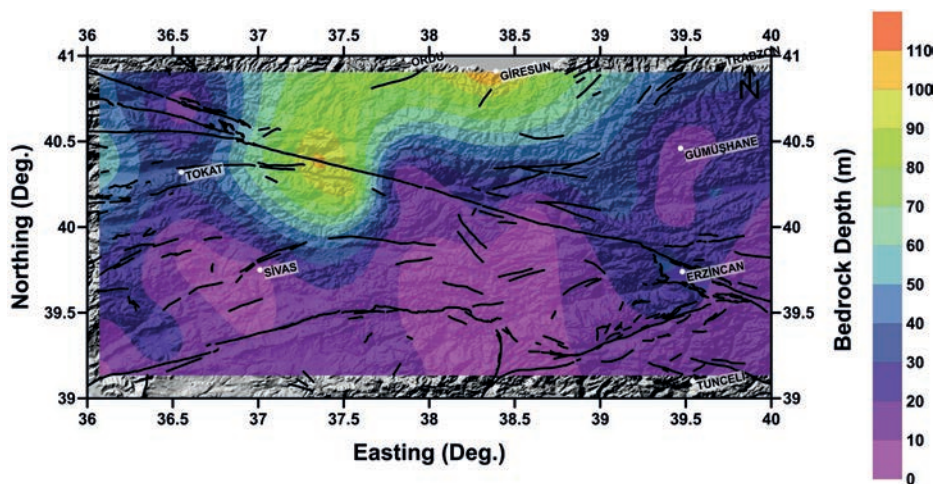 36 36.5 37 37.5 38 38.5 39 39.5 40
41 41
ORDU
GİRESUN
TRABZON
N
40.5 40.5
GÜMÜŞHANE
TOKAT
40 40
SİVAS
ERZİNCAN
39.5 39.5
TUNCELİ
39 39
36 36.5 37 37.5 38 38.5 39 39.5 40
Easting (Deg.)
Northing (Deg.)
Bedrock Depth (m)
110
100
90
80
70
60
50
40
30
20
10
0